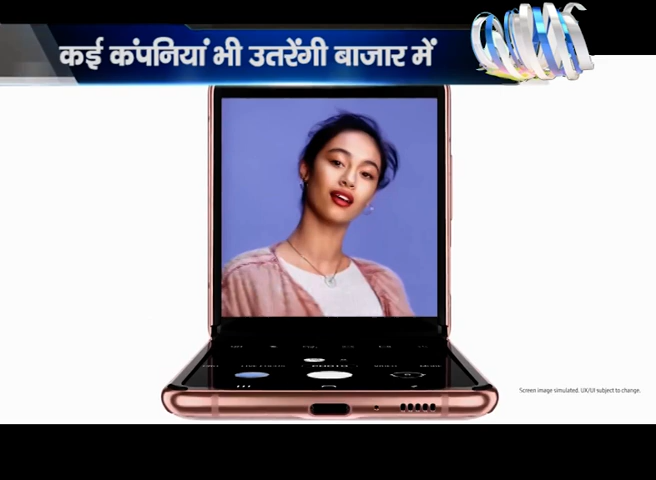 कई कंपनियां भी उतरेंगी बाजार में
Screen image simulated. UX/UI subject to change.